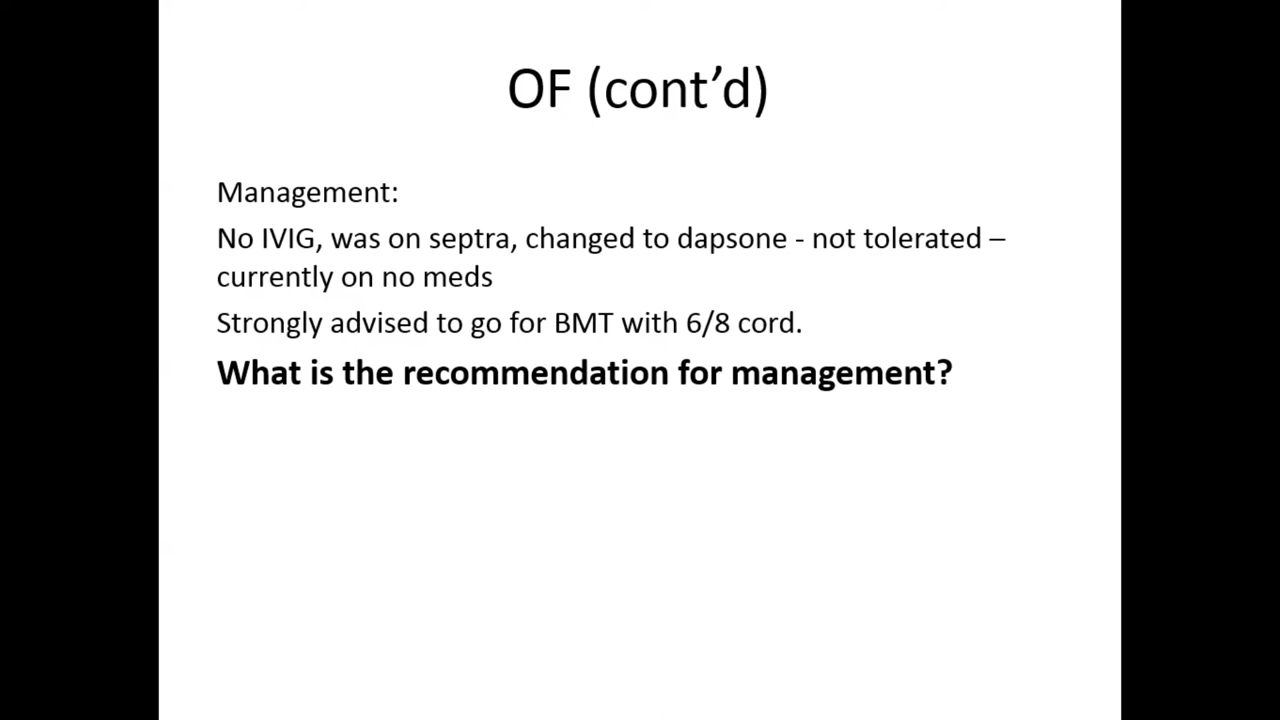 OF (cont’d)
Management:
No IVIG, was on septra, changed to dapsone - not tolerated –
currently on no meds
Strongly advised to go for BMT with 6/8 cord.
What is the recommendation for management?